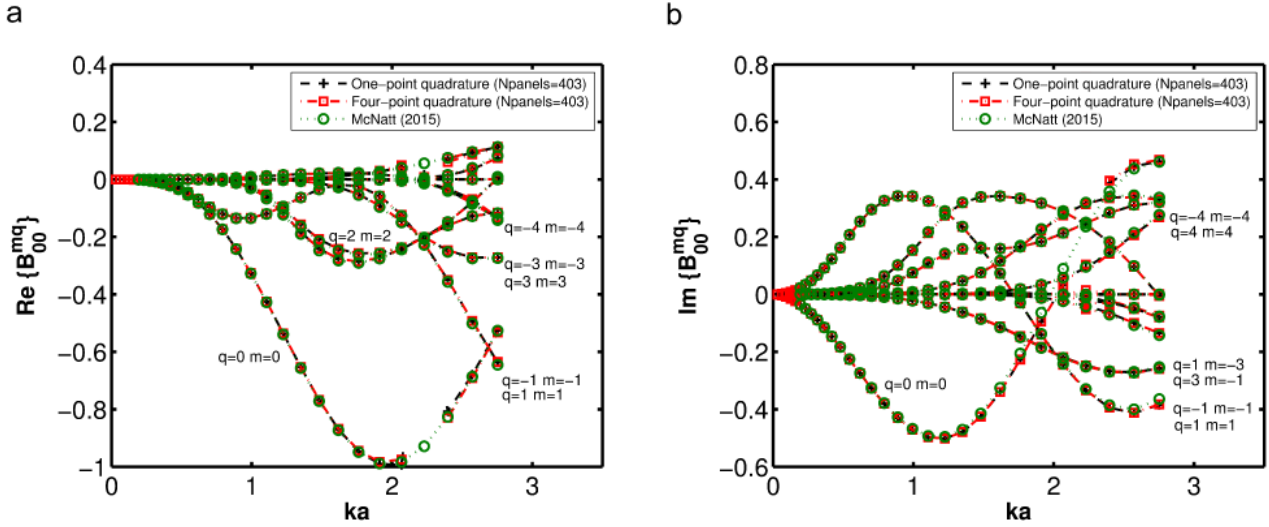 a
0.4
0.2
0
−0.2
−0.4
−0.6
−0.8
−1
Re {B00^mq}
One−point quadrature (Npanels=403)
Four−point quadrature (Npanels=403)
McNatt (2015)
q=2 m=2
q=−4 m=−4
q=−3 m=−3
q=3 m=3
q=0 m=0
q=−1 m=−1
q=1 m=1
0 1 2 3
ka
b
0.8
0.6
0.4
0.2
0
−0.2
−0.4
−0.6
Im {B00^mq}
One−point quadrature (Npanels=403)
Four−point quadrature (Npanels=403)
McNatt (2015)
q=−4 m=−4
q=4 m=4
q=0 m=0
q=1 m=−3
q=3 m=−1
q=−1 m=−1
q=1 m=1
0 1 2 3
ka